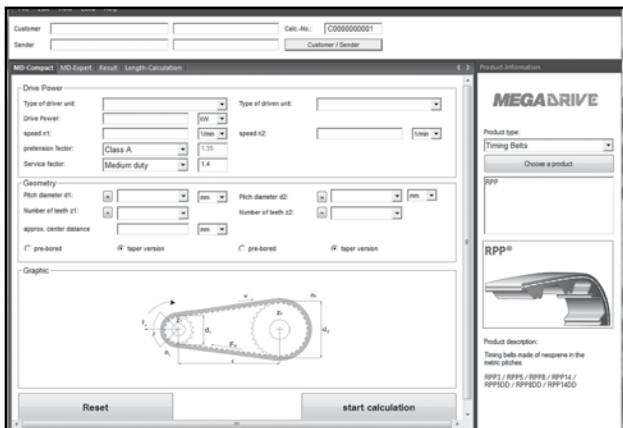 File Edit View Extra Help
Customer
Calc.-No.: C0000000001
Sender
Customer / Sender
MD-Compact MD-Expert Result Length-Calculation
Product-Information
Drive Power
Type of driver unit:
Type of driven unit:
Drive Power: kW
speed n1: 1/min
speed n2: 1/min
pretension factor: Class A 1.35
Service factor: Medium duty 1.4
Geometry
Pitch diameter d1: = mm
Pitch diameter d2: = mm
Number of teeth z1: =
Number of teeth z2: =
approx. center distance mm
pre-bored taper version
pre-bored taper version
Graphic
Reset
start calculation
MEGADRIVE
Product type:
Timing Belts
Choose a product
RPP
RPP®
Product description:
Timing belts made of neoprene in the
metric pitches
RPP3 / RPP5 / RPP8 / RPP14 /
RPP5DD / RPP8DD / RPP14DD